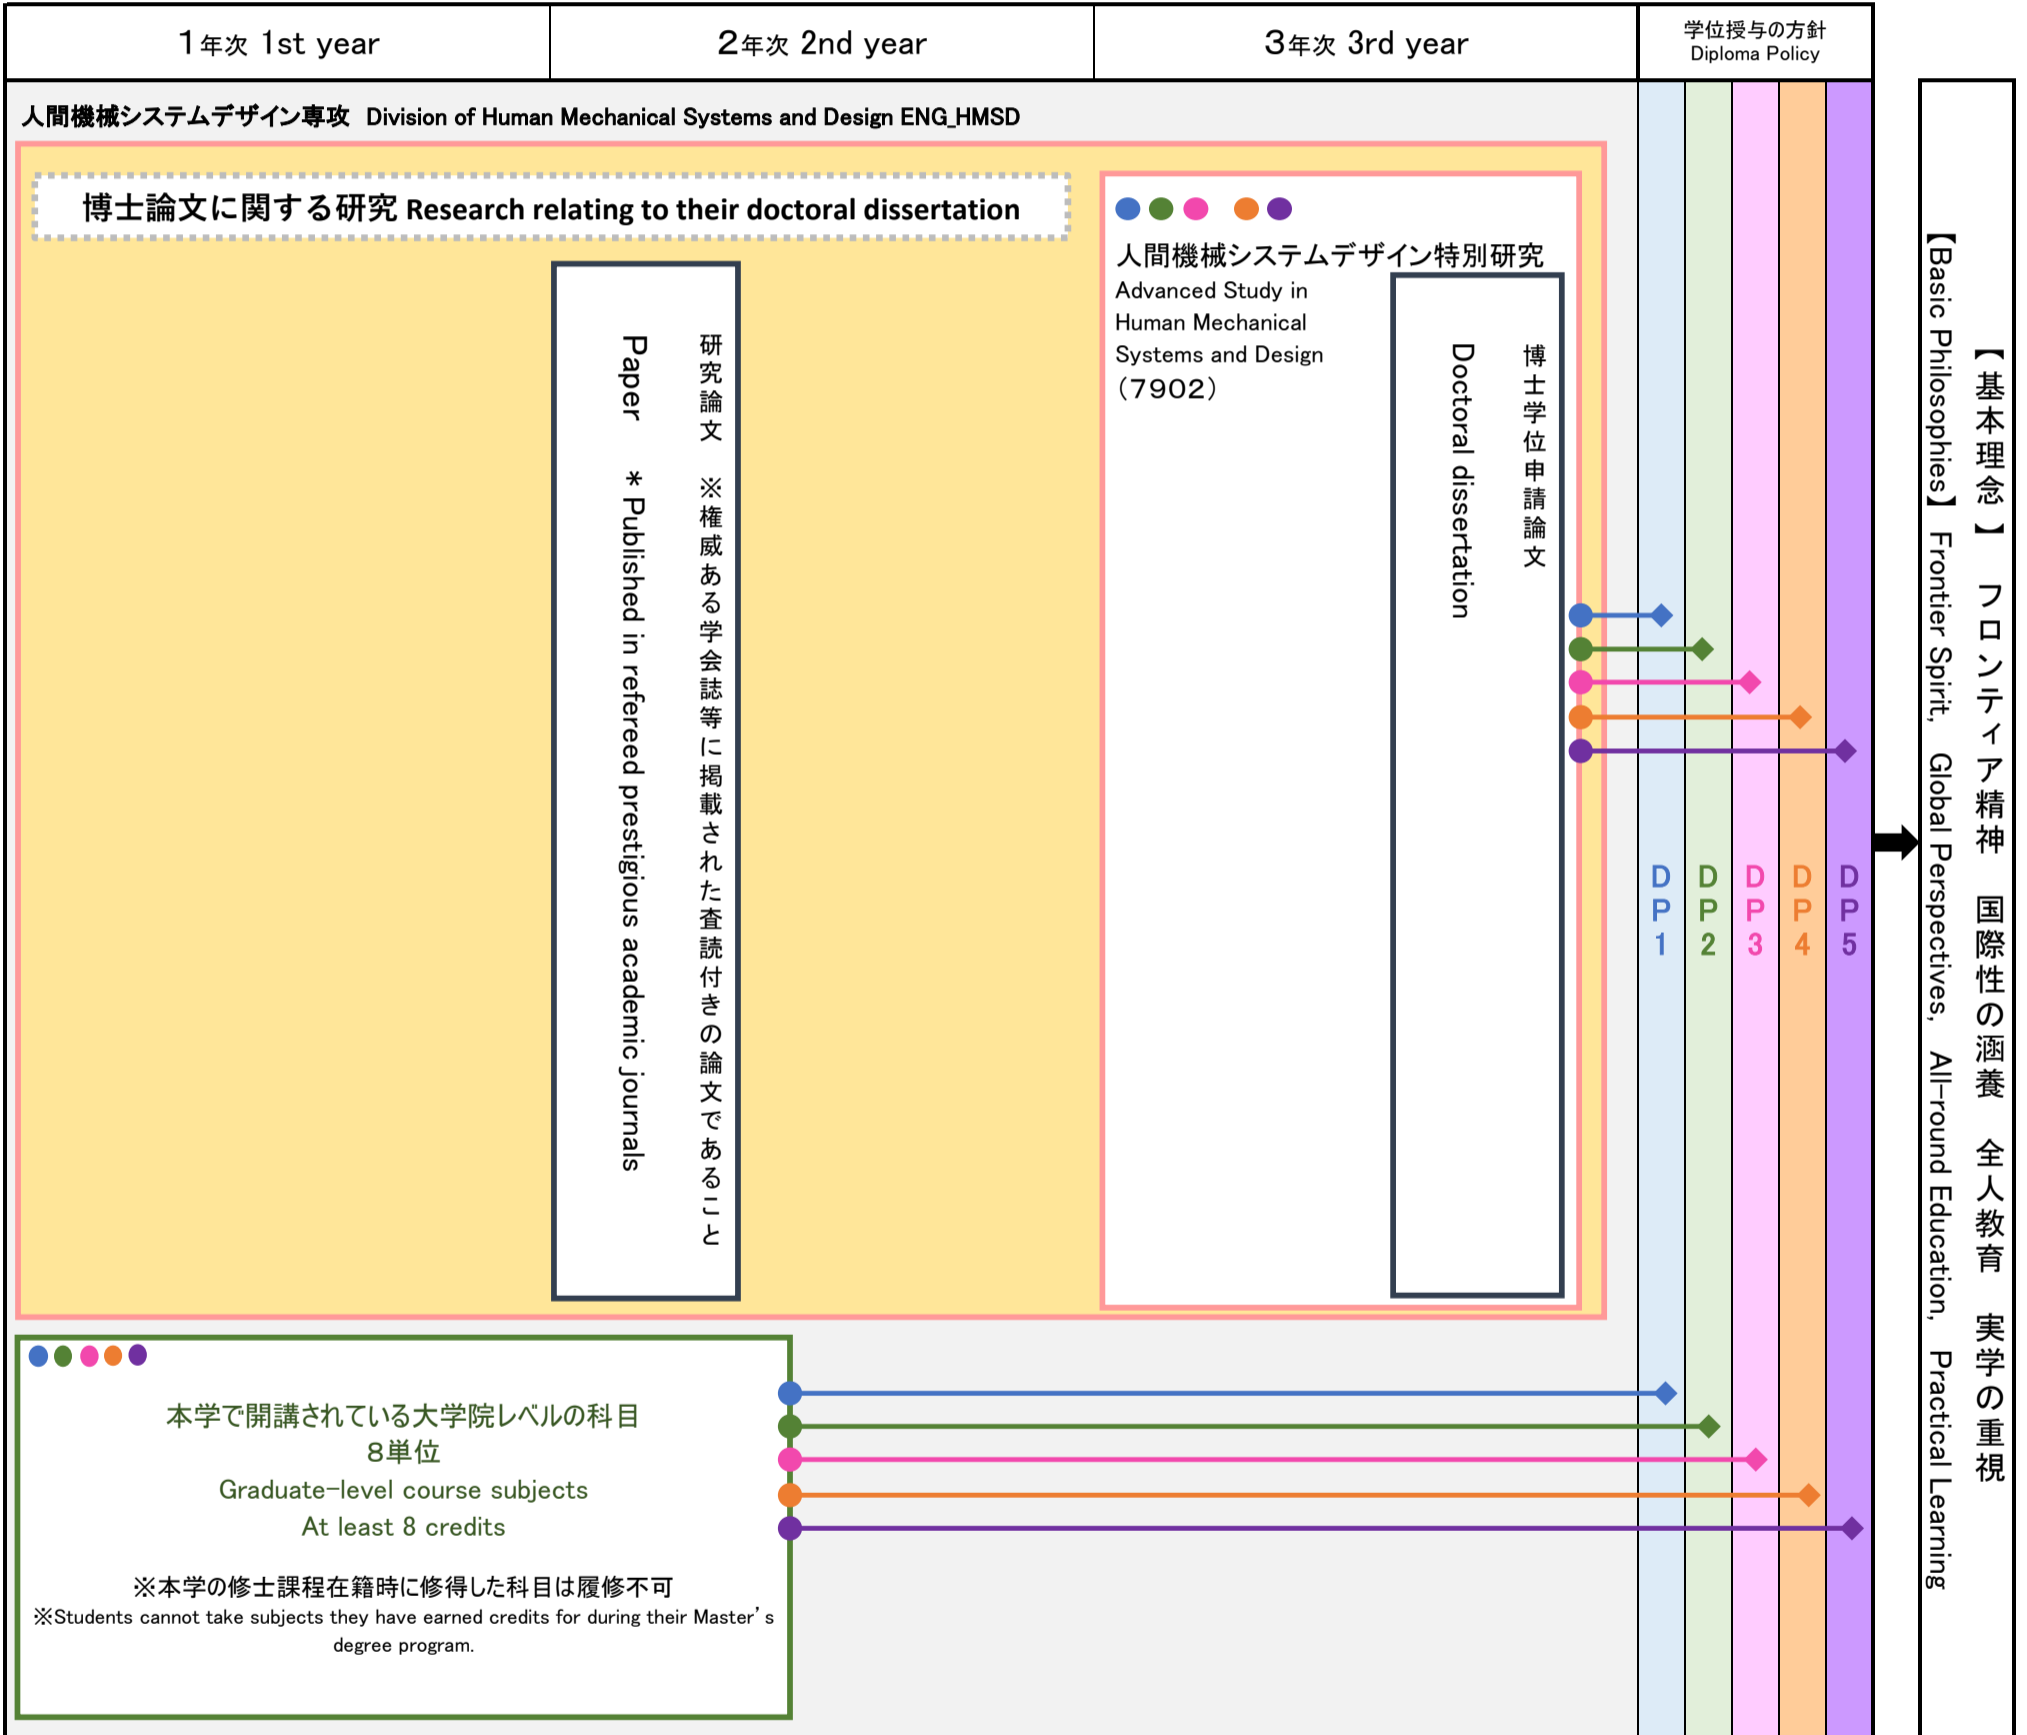 1年次 1st year
2年次 2nd year
3年次 3rd year
学位授与の方針
Diploma Policy
人間機械システムデザイン専攻 Division of Human Mechanical Systems and Design ENG_HMSD
博士論文に関する研究 Research relating to their doctoral dissertation
研究論文 ※権威ある学会誌等に掲載された査読付きの論文であること
Paper *Published in refereed prestigious academic journals
人間機械システムデザイン特別研究
Advanced Study in
Human Mechanical
Systems and Design
（7902）
博士学位申請論文
Doctoral dissertation
DP1
DP2
DP3
DP4
DP5
【基本理念】 フロンティア精神 国際性の涵養 全人教育 実学の重視
【Basic Philosophies】 Frontier Spirit, Global Perspectives, All-round Education, Practical Learning
本学で開講されている大学院レベルの科目
8単位
Graduate-level course subjects
At least 8 credits
※本学の修士課程在籍時に修得した科目は履修不可
※Students cannot take subjects they have earned credits for during their Master's
degree program.